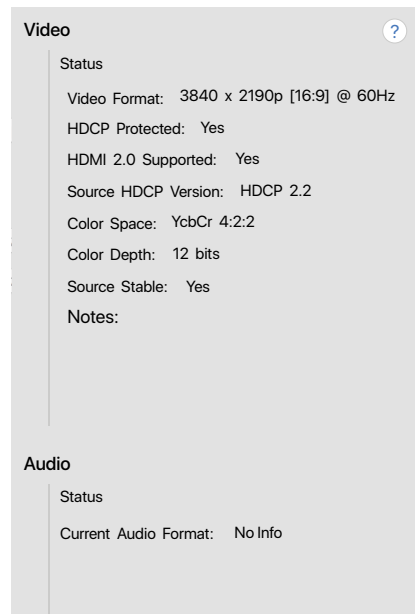 Video
?
Status
Video Format: 3840 x 2190p [16:9] @ 60Hz
HDCP Protected: Yes
HDMI 2.0 Supported: Yes
Source HDCP Version: HDCP 2.2
Color Space: YcbCr 4:2:2
Color Depth: 12 bits
Source Stable: Yes
Notes:
Audio
Status
Current Audio Format: No Info